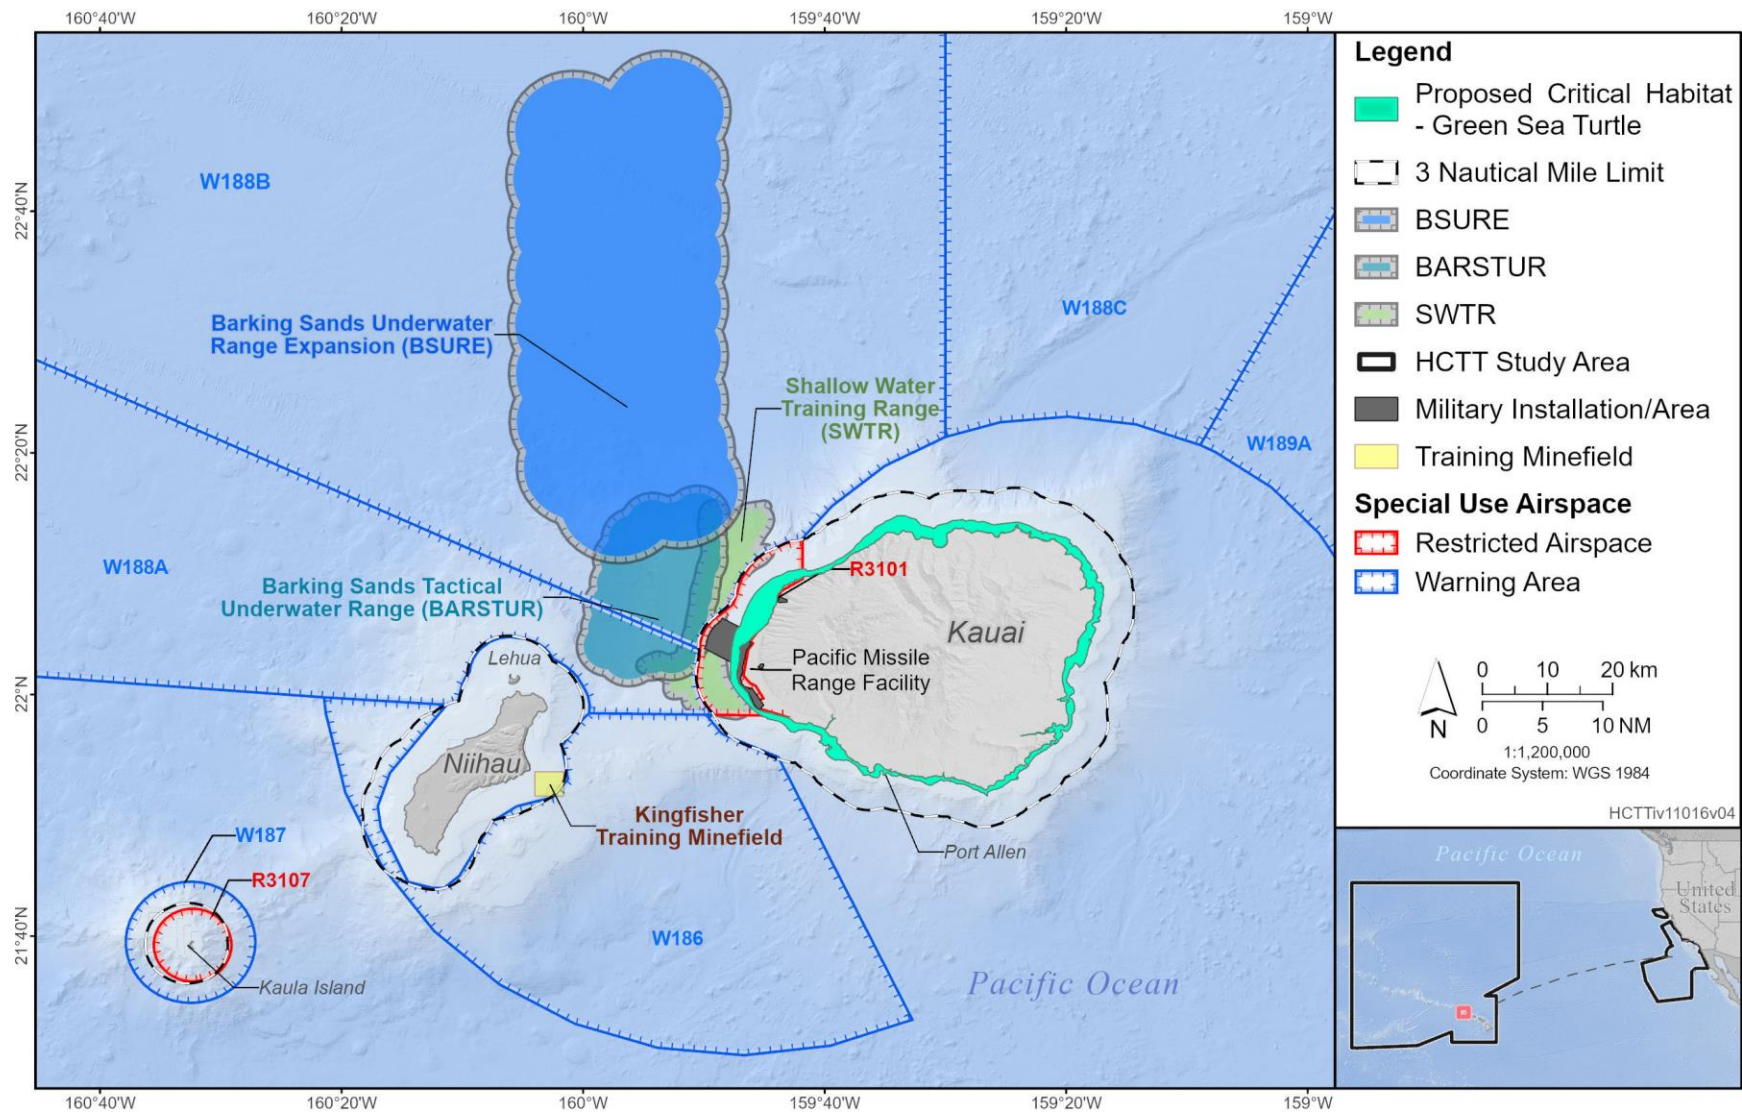 160°40'W
160°20'W
160°W
159°40'W
159°20'W
159°W
22°40'N
22°20'N
22°N
21°40'N
W188B
W188C
W189A
Barking Sands Underwater
Range Expansion (BSURE)
Shallow Water
Training Range
(SWTR)
W188A
Barking Sands Tactical
Underwater Range (BARSTUR)
R3101
Kauai
Lehua
Pacific Missile
Range Facility
Niihau
Kingfisher
Training Minefield
Port Allen
W187
R3107
W186
Kaula Island
Pacific Ocean
160°40'W
160°20'W
160°W
159°40'W
159°20'W
159°W
Legend
Proposed Critical Habitat
- Green Sea Turtle
3 Nautical Mile Limit
BSURE
BARSTUR
SWTR
HCTT Study Area
Military Installation/Area
Training Minefield
Special Use Airspace
Restricted Airspace
Warning Area
N
0 10 20 km
0 5 10 NM
1:1,200,000
Coordinate System: WGS 1984
HCTTiv11016v04
Pacific Ocean
United
States